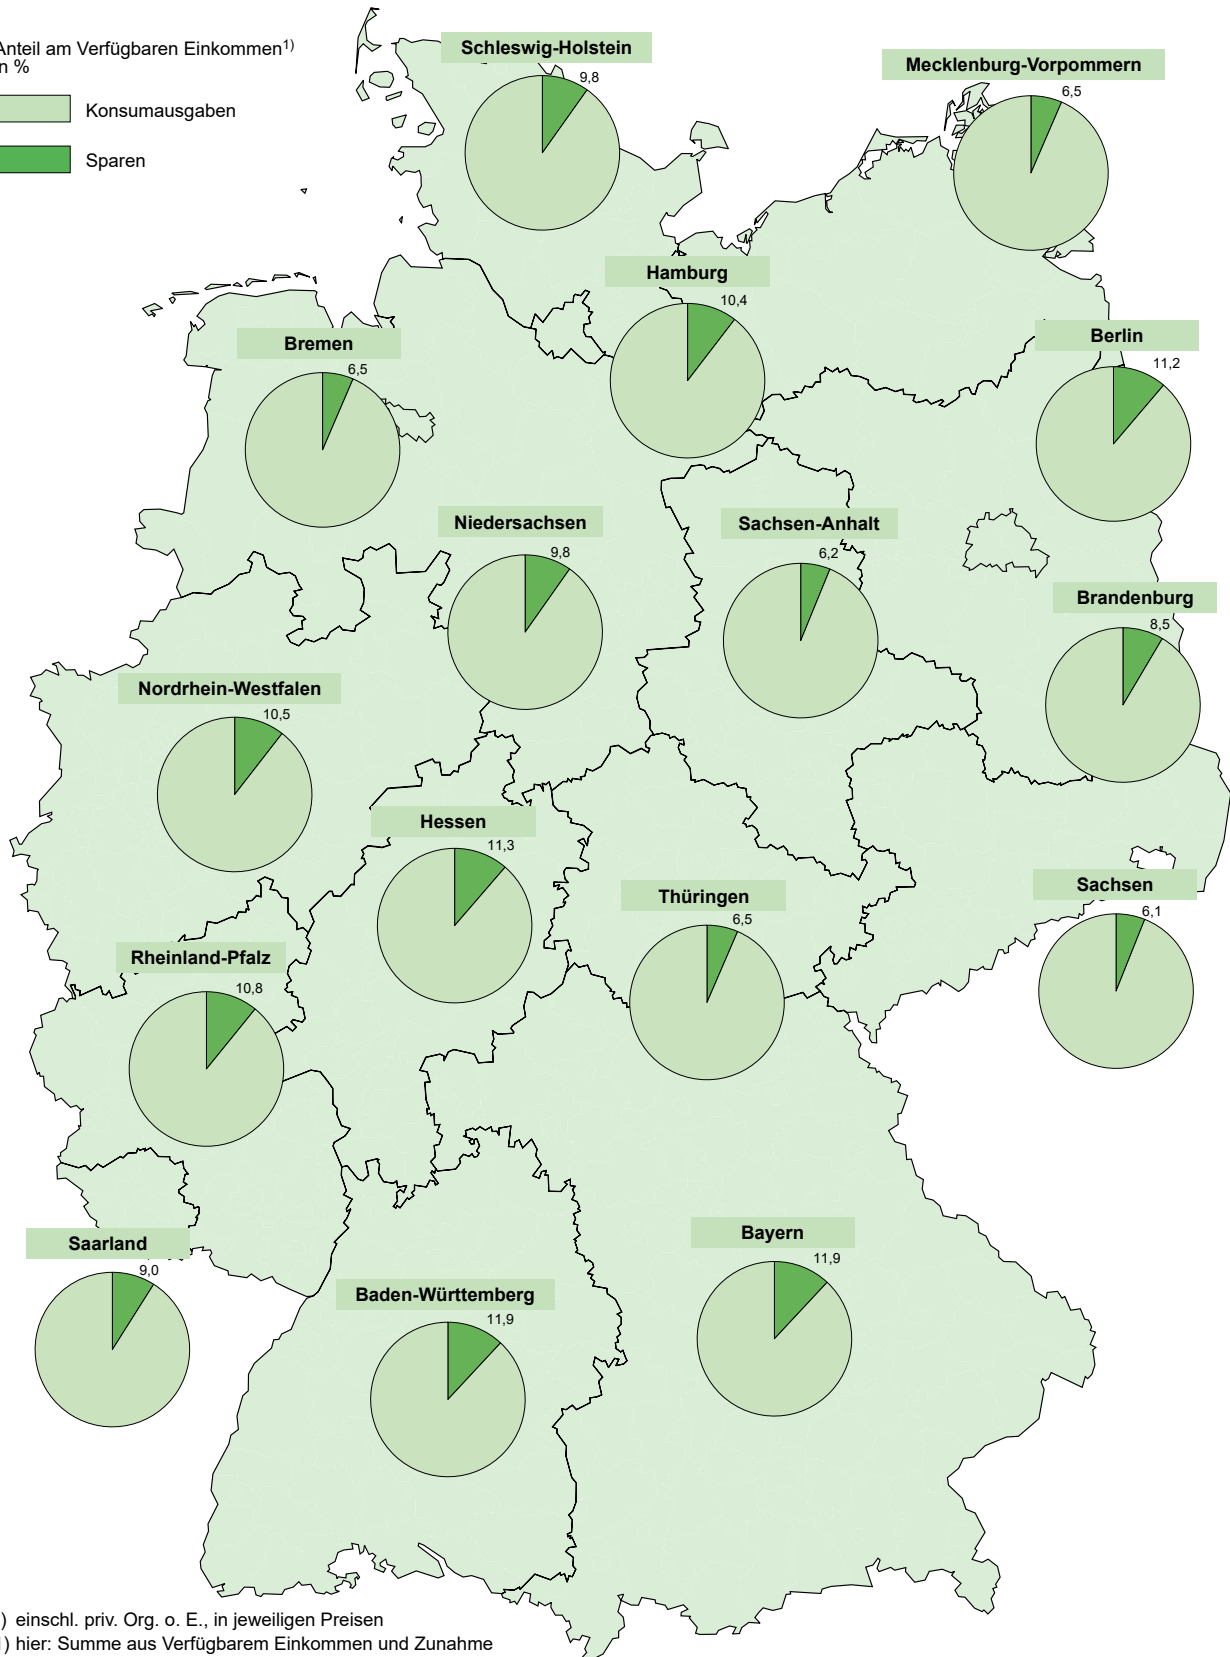 Anteil am Verfügbaren Einkommen1)
n %
Konsumausgaben
Sparen
Schleswig-Holstein
9,8
Mecklenburg-Vorpommern
6,5
Hamburg
10,4
Bremen
6,5
Berlin
11,2
Niedersachsen
9,8
Sachsen-Anhalt
6,2
Brandenburg
8,5
Nordrhein-Westfalen
10,5
Hessen
11,3
Thüringen
6,5
Sachsen
6,1
Rheinland-Pfalz
10,8
Saarland
9,0
Bayern
11,9
Baden-Württemberg
11,9
) einschl. priv. Org. o. E., in jeweiligen Preisen
1) hier: Summe aus Verfügbarem Einkommen und Zunahme